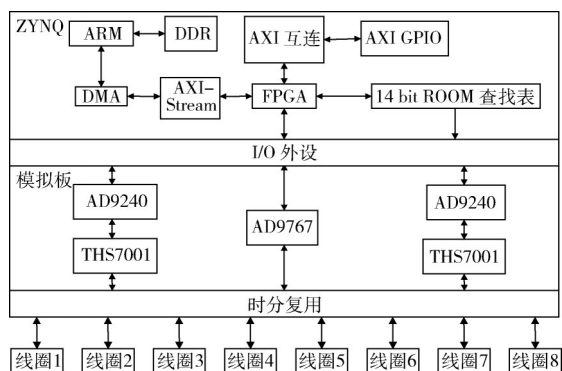 ZYNQ
ARM
DDR
AXI 互连
AXI GPIO
DMA
AXI-
Stream
FPGA
14 bit ROOM 查找表
I/O 外设
模拟板
AD9240
AD9767
AD9240
THS7001
THS7001
时分复用
线圈1 线圈2 线圈3 线圈4 线圈5 线圈6 线圈7 线圈8